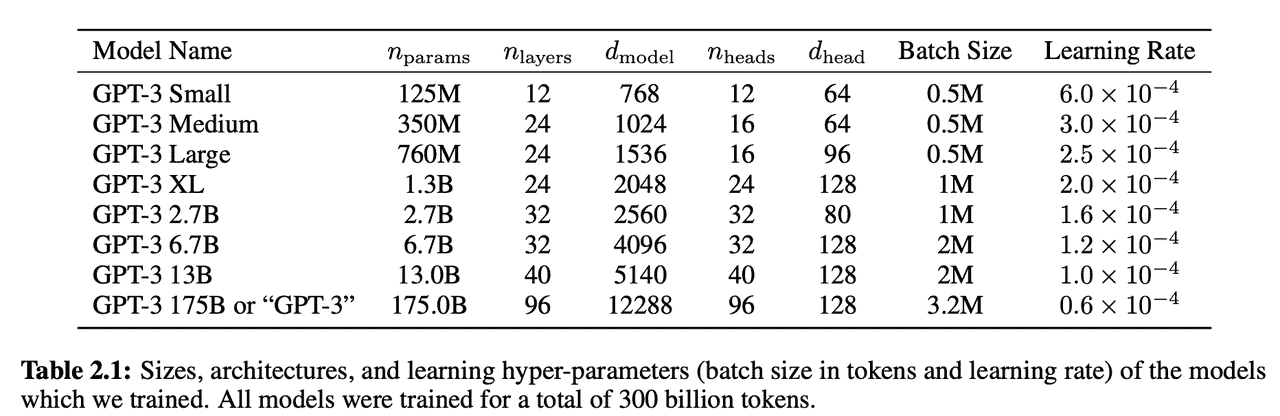 Model Name n_params n_layers d_model n_heads d_head Batch Size Learning Rate
GPT-3 Small 125M 12 768 12 64 0.5M 6.0 × 10⁻⁴
GPT-3 Medium 350M 24 1024 16 64 0.5M 3.0 × 10⁻⁴
GPT-3 Large 760M 24 1536 16 96 0.5M 2.5 × 10⁻⁴
GPT-3 XL 1.3B 24 2048 24 128 1M 2.0 × 10⁻⁴
GPT-3 2.7B 2.7B 32 2560 32 80 1M 1.6 × 10⁻⁴
GPT-3 6.7B 6.7B 32 4096 32 128 2M 1.2 × 10⁻⁴
GPT-3 13B 13.0B 40 5140 40 128 2M 1.0 × 10⁻⁴
GPT-3 175B or “GPT-3” 175.0B 96 12288 96 128 3.2M 0.6 × 10⁻⁴
Table 2.1: Sizes, architectures, and learning hyper-parameters (batch size in tokens and learning rate) of the models
which we trained. All models were trained for a total of 300 billion tokens.